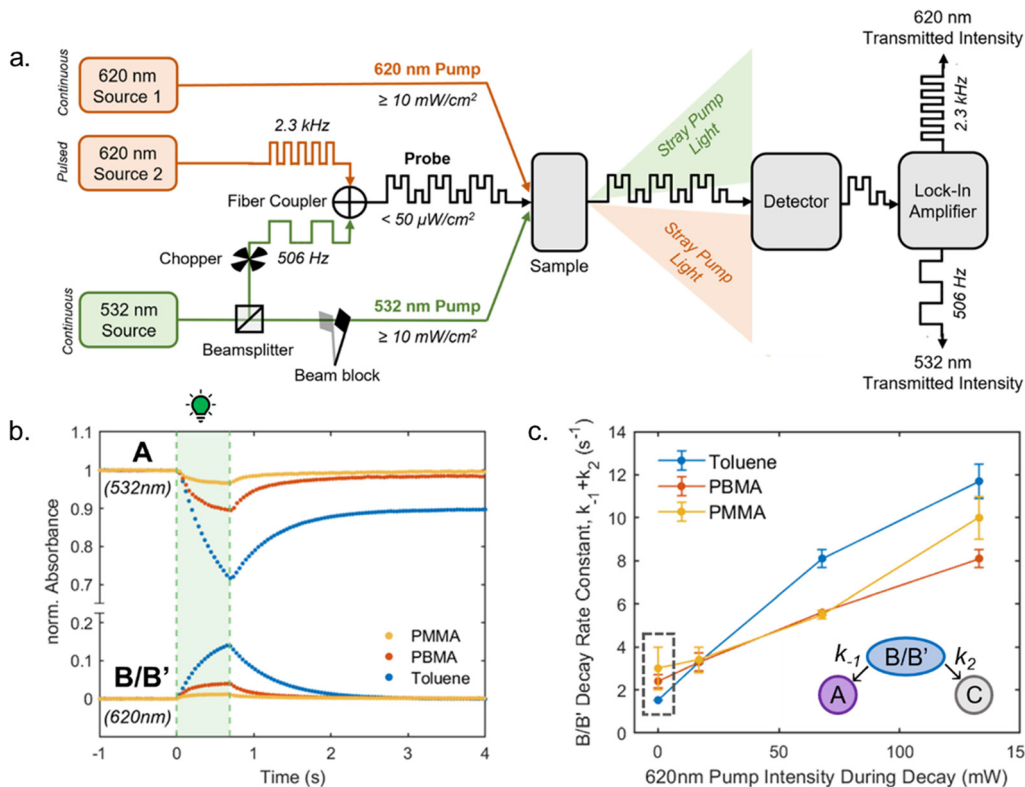 a.
Continuous
620 nm
Source 1
620 nm Pump
≥ 10 mW/cm²
Pulsed
620 nm
Source 2
2.3 kHz
Fiber Coupler
Probe
< 50 µW/cm²
Chopper
506 Hz
Continuous
532 nm
Source
Beamsplitter
532 nm Pump
≥ 10 mW/cm²
Beam block
Sample
Stray Pump
Light
Stray Pump
Light
Detector
Lock-In
Amplifier
620 nm
Transmitted Intensity
2.3 kHz
506 Hz
532 nm
Transmitted Intensity
b.
norm. Absorbance
1.1
1
0.9
0.8
0.7
0.2
0.1
0
A
(532nm)
B/B'
(620nm)
PMMA
PBMA
Toluene
-1
0
1
2
3
4
Time (s)
c.
B/B' Decay Rate Constant, k₋₁+k₂ (s⁻¹)
14
12
10
8
6
4
2
0
Toluene
PBMA
PMMA
k₋₁
B/B'
k₂
A
C
0
50
100
15
620nm Pump Intensity During Decay (mW)